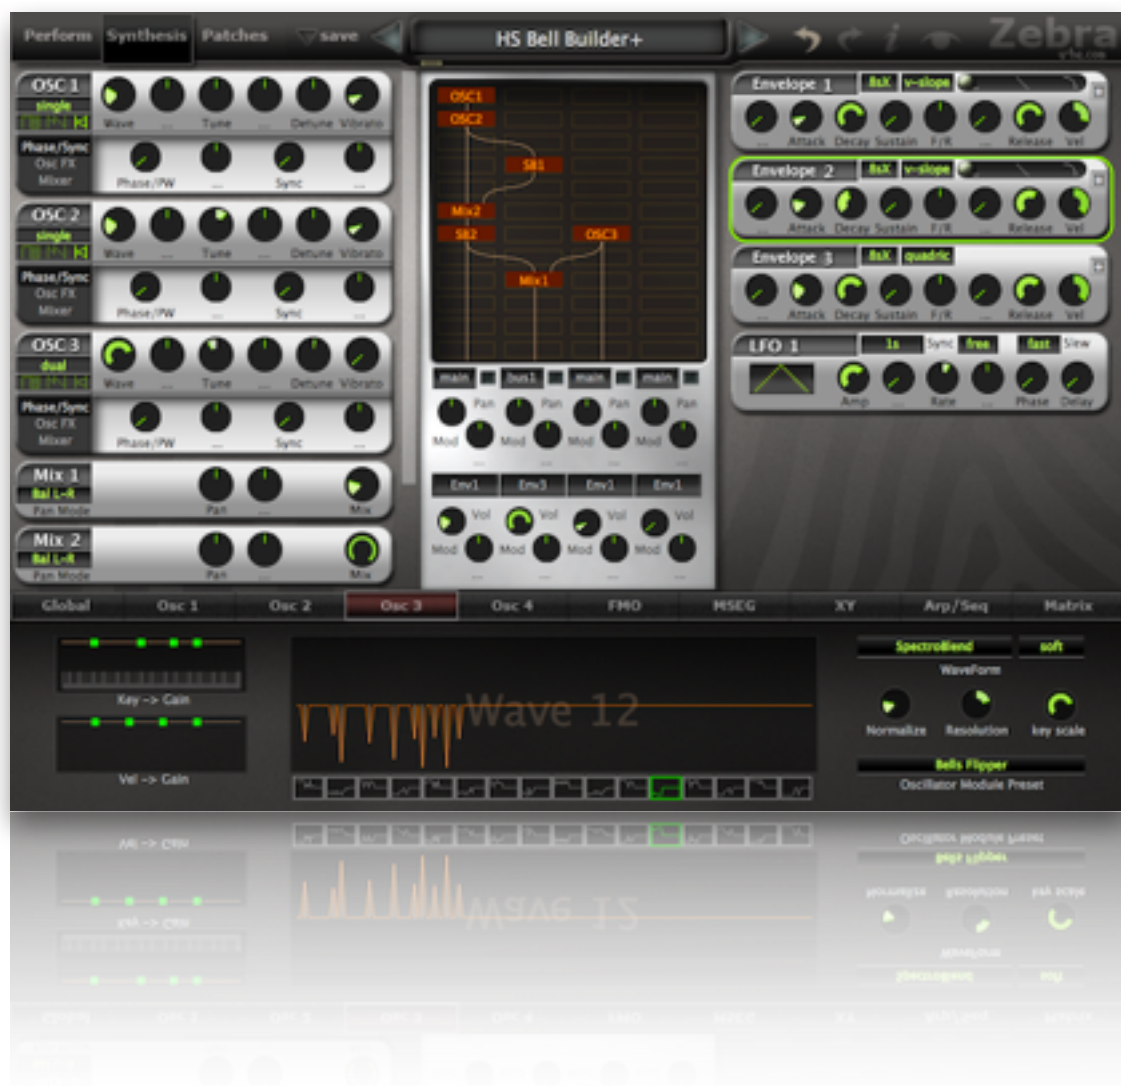 Perform Synthesis Patches save HS Bell Builder+ Zebra
u-he.com
OSC 1
single
Wave ... Tune ... Detune Vibrato
Phase/Sync
Osc FX
Mixer
Phase/PW ... Sync ...
OSC 2
single
Wave ... Tune ... Detune Vibrato
Phase/Sync
Osc FX
Mixer
Phase/PW ... Sync ...
OSC 3
dual
Wave ... Tune ... Detune Vibrato
Phase/Sync
Osc FX
Mixer
Phase/PW ... Sync ...
Mix 1
Bal L-R
Pan Mode Pan ... Mix
Mix 2
Bal L-R
Pan Mode Pan ... Mix
OSC1
OSC2
SB1
Mix2
SB2 OSC3
Mix1
main bus1 main main
Pan Pan Pan Pan
Mod Mod Mod Mod
... ... ... ...
Env1 Env3 Env1 Env1
Vol Vol Vol Vol
Mod Mod Mod Mod
... ... ... ...
Envelope 1 8sX v-slope
... Attack Decay Sustain F/R ... Release Vel
Envelope 2 8sX v-slope
... Attack Decay Sustain F/R ... Release Vel
Envelope 3 8sX quadric
... Attack Decay Sustain F/R ... Release Vel
LFO 1 1s Sync free fast Slew
Amp ... Rate ... Phase Delay
Global Osc 1 Osc 2 Osc 3 Osc 4 FMO MSEG XY Arp/Seq Matrix
Key -> Gain
Vel -> Gain
Wave 12
SpectroBlend soft
WaveForm
Normalize Resolution key scale
Bells Flipper
Oscillator Module Preset